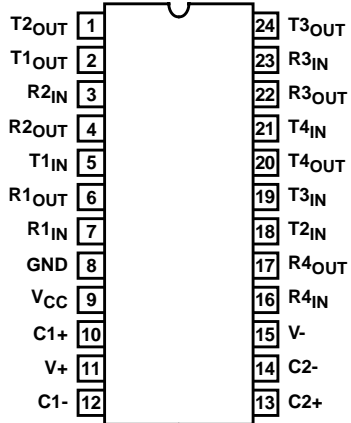 T2OUT 1 24 T3OUT
T1OUT 2 23 R3IN
R2IN 3 22 R3OUT
R2OUT 4 21 T4IN
T1IN 5 20 T4OUT
R1OUT 6 19 T3IN
R1IN 7 18 T2IN
GND 8 17 R4OUT
VCC 9 16 R4IN
C1+ 10 15 V-
V+ 11 14 C2-
C1- 12 13 C2+